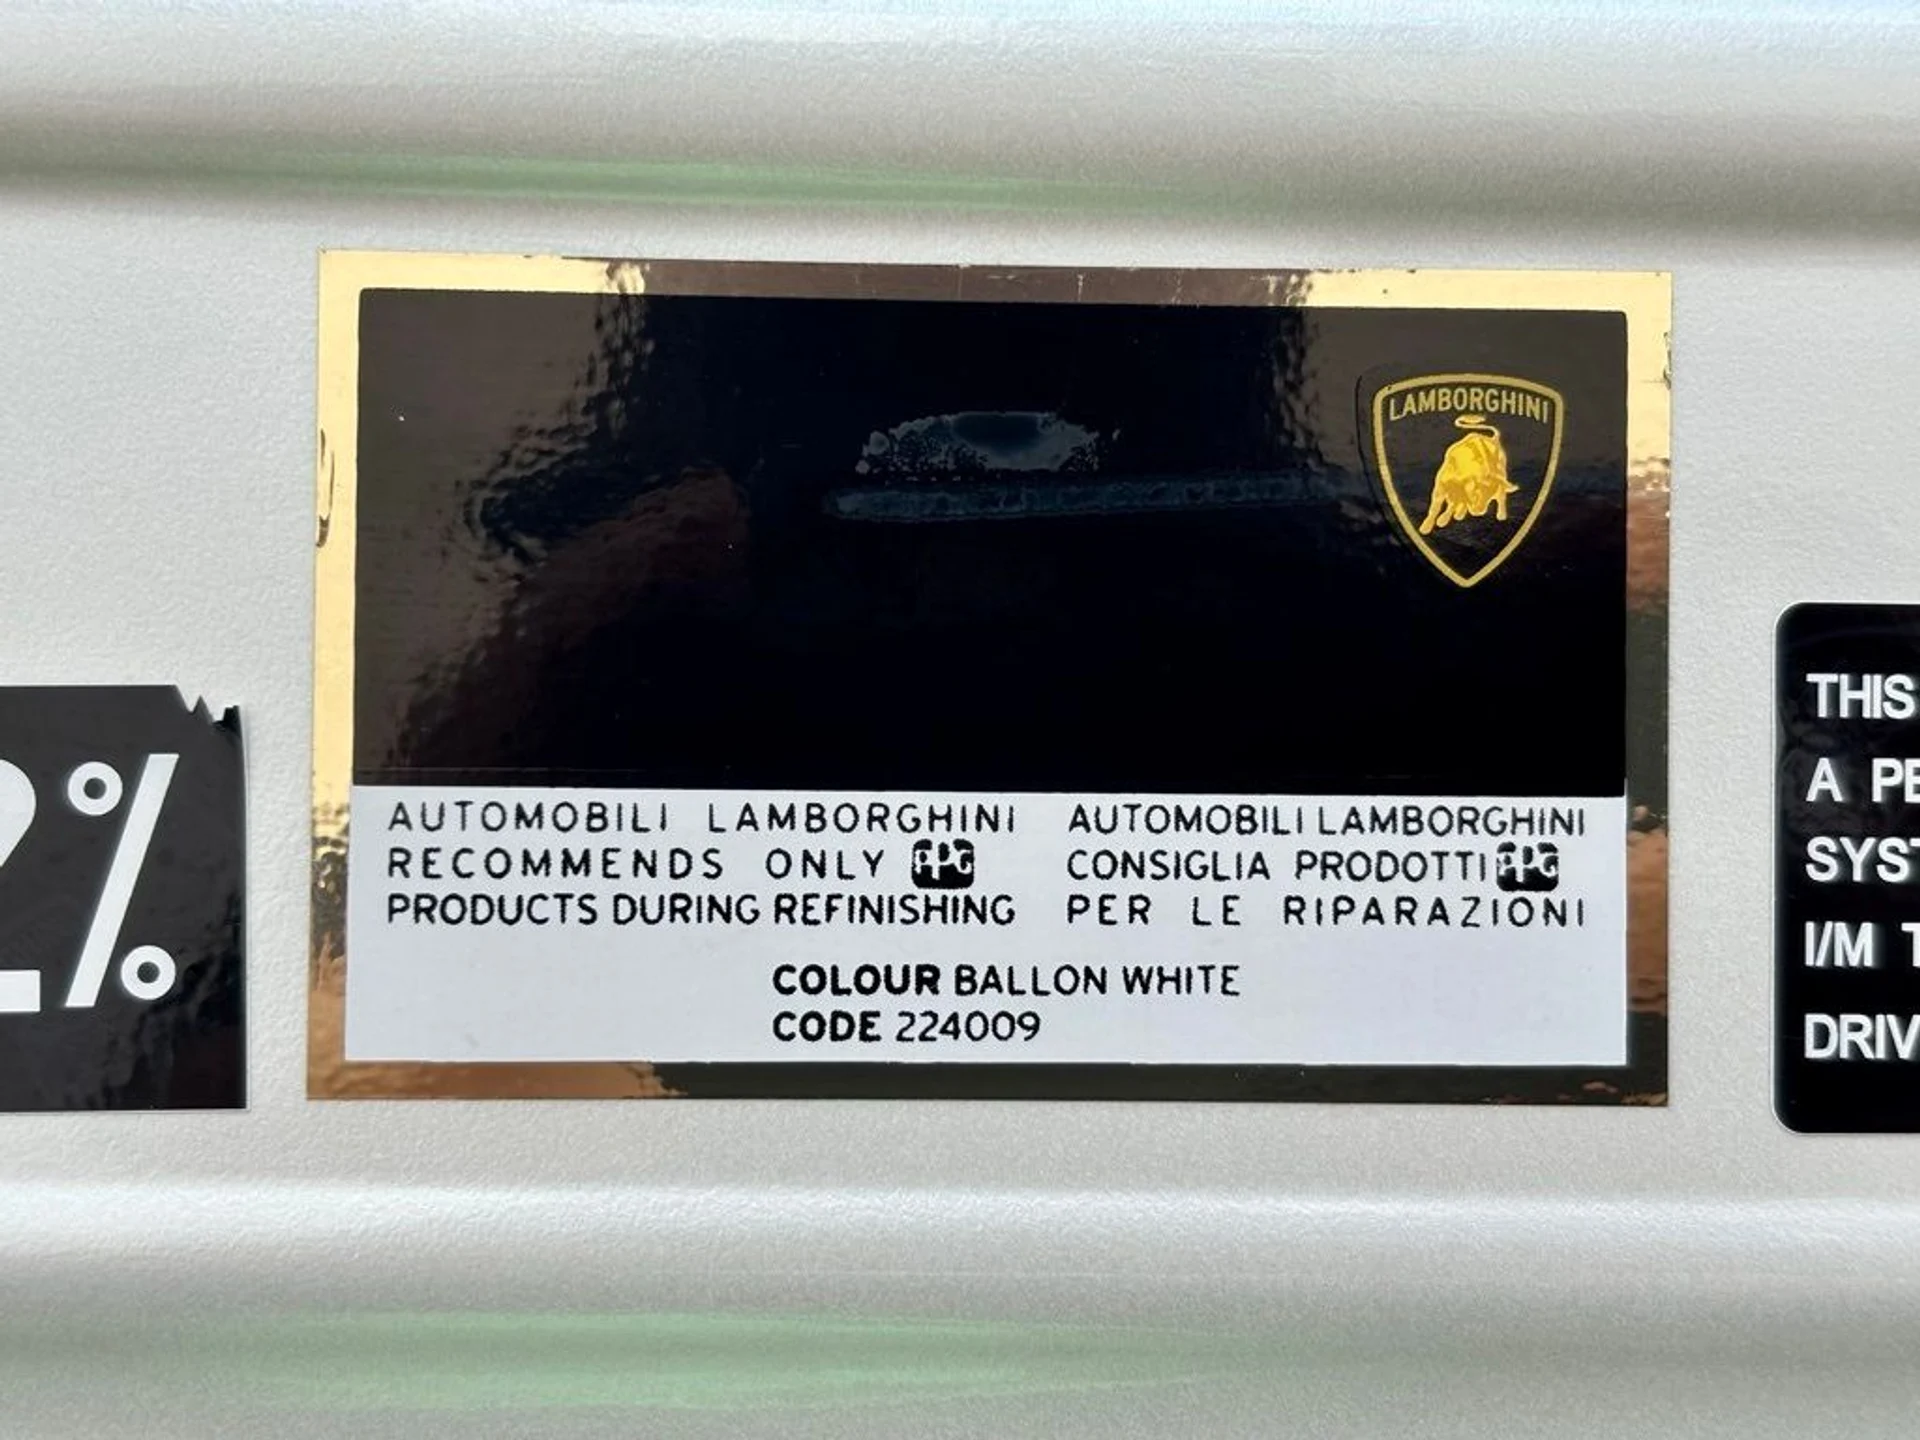 LAMBORGHINI
AUTOMOBILI LAMBORGHINI
RECOMMENDS ONLY PPG
PRODUCTS DURING REFINISHING
AUTOMOBILI LAMBORGHINI
CONSIGLIA PRODOTTI PPG
PER LE RIPARAZIONI
COLOUR BALLON WHITE
CODE 224009
2%
THIS
A PE
SYST
I/M T
DRIV